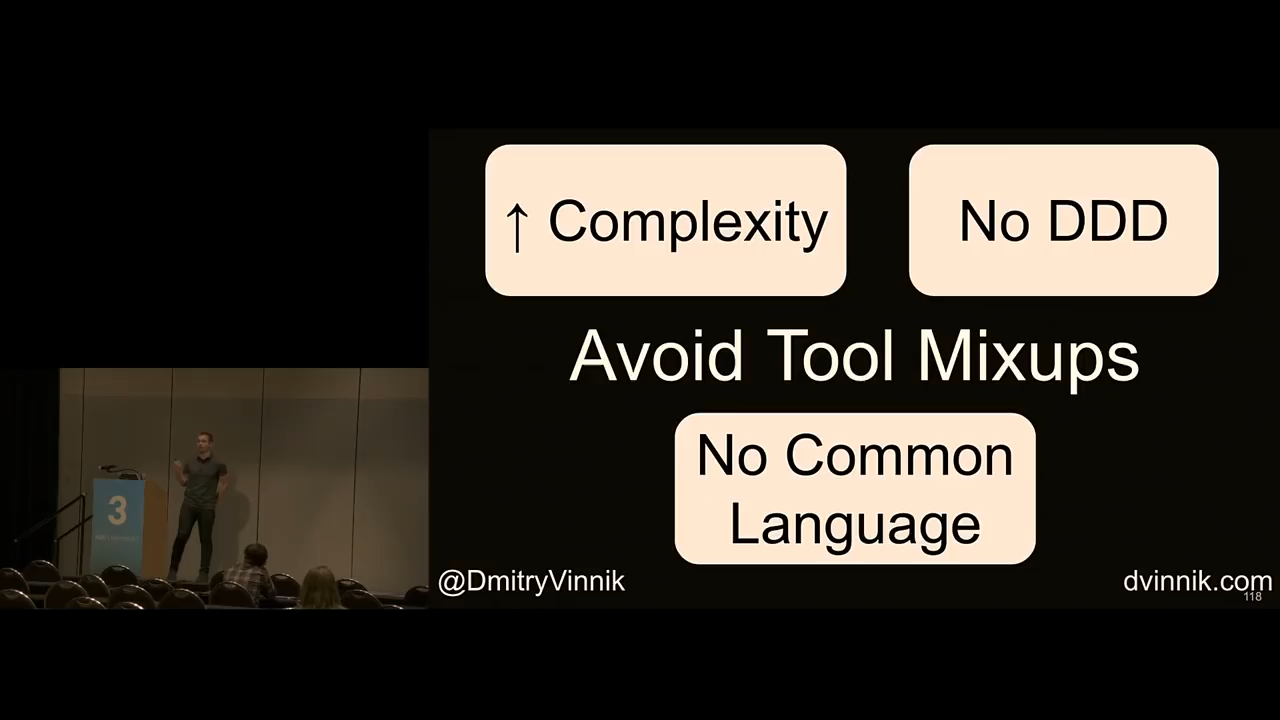 ↑ Complexity
No DDD
Avoid Tool Mixups
No Common
Language
@DmitryVinnik
dvinnik.com
118
3